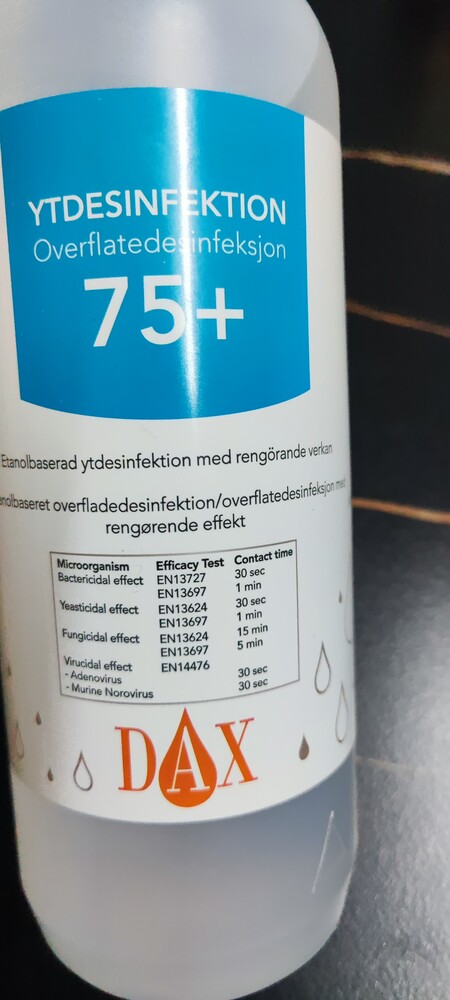 YTDESINFEKTION
Overflatedesinfeksjon
75+
Etanolbaserad ytdesinfektion med rengörande verkan
overfladedesinfektion/overflatedesinfeksjon
rengørende effekt
Microorganism Efficacy Test Contact time
Bactericidal effect EN13727 30 sec
EN13697 1 min
Yeasticidal effect EN13624 30 sec
EN13697 1 min
Fungicidal effect EN13624 15 min
EN13697 5 min
Virucidal effect EN14476
- Adenovirus 30 sec
- Murine Norovirus 30 sec
DAX